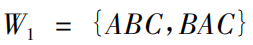 W₁ = {ABC,BAC}